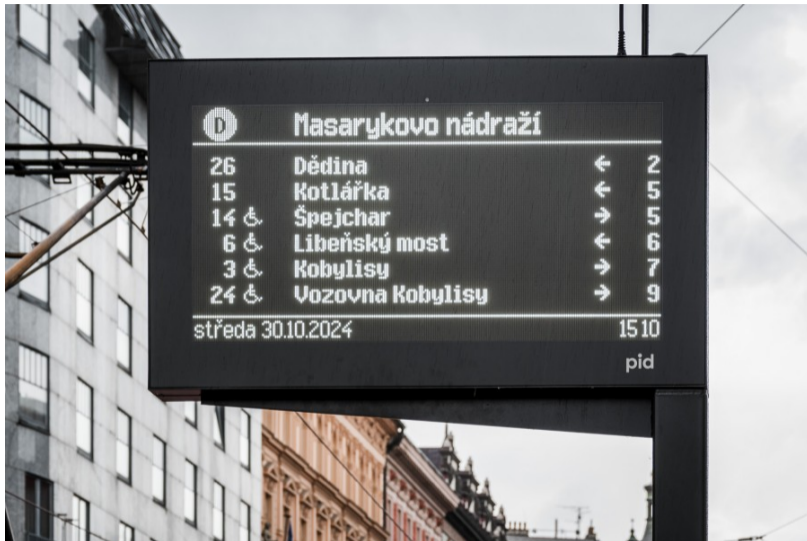 D Masarykovo nádraží
26 Dědina ← 2
15 Kotlářka ← 5
14 ♿ Špejchar → 5
6 ♿ Libeňský most ← 6
3 ♿ Kobylisy → 7
24 ♿ Vozovna Kobylisy → 9
středa 30.10.2024 15 10
pid